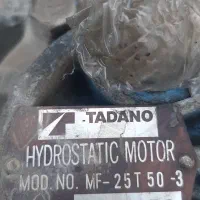 TADANO
HYDROSTATIC MOTOR
MOD. NO. MF-25T50-3